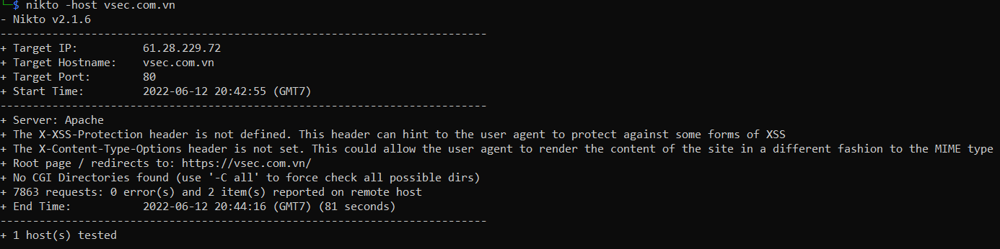 └─$ nikto -host vsec.com.vn
- Nikto v2.1.6
---------------------------------------------------------------------------
+ Target IP:          61.28.229.72
+ Target Hostname:    vsec.com.vn
+ Target Port:        80
+ Start Time:         2022-06-12 20:42:55 (GMT7)
---------------------------------------------------------------------------
+ Server: Apache
+ The X-XSS-Protection header is not defined. This header can hint to the user agent to protect against some forms of XSS
+ The X-Content-Type-Options header is not set. This could allow the user agent to render the content of the site in a different fashion to the MIME type
+ Root page / redirects to: https://vsec.com.vn/
+ No CGI Directories found (use '-C all' to force check all possible dirs)
+ 7863 requests: 0 error(s) and 2 item(s) reported on remote host
+ End Time:           2022-06-12 20:44:16 (GMT7) (81 seconds)
---------------------------------------------------------------------------
+ 1 host(s) tested